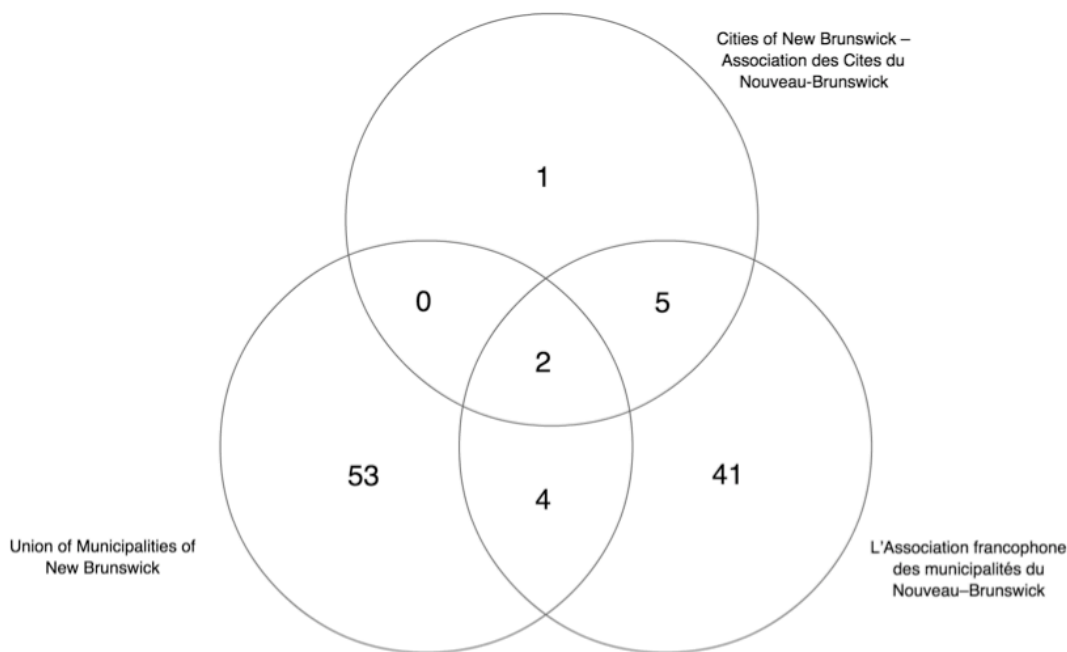 Cities of New Brunswick –
Association des Cites du
Nouveau-Brunswick
1
0
5
2
53
41
4
Union of Municipalities of
New Brunswick
L'Association francophone
des municipalités du
Nouveau–Brunswick